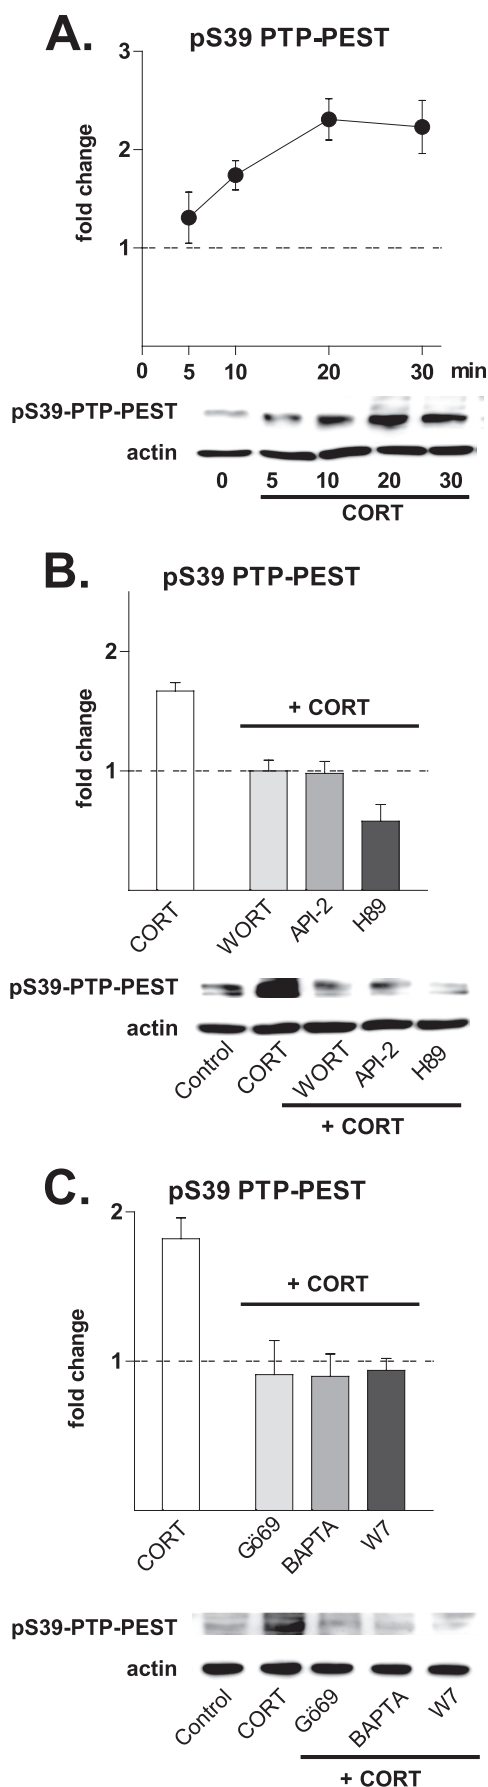 A.
pS39 PTP-PEST
3
2
1
fold change
0 5 10 20 30 min
pS39-PTP-PEST
actin
0 5 10 20 30
CORT
B.
pS39 PTP-PEST
2
1
fold change
+ CORT
CORT WORT API-2 H89
pS39-PTP-PEST
actin
Control CORT WORT API-2 H89
+ CORT
C.
pS39 PTP-PEST
2
1
fold change
+ CORT
CORT Gö69 BAPTA W7
pS39-PTP-PEST
actin
Control CORT Gö69 BAPTA W7
+ CORT